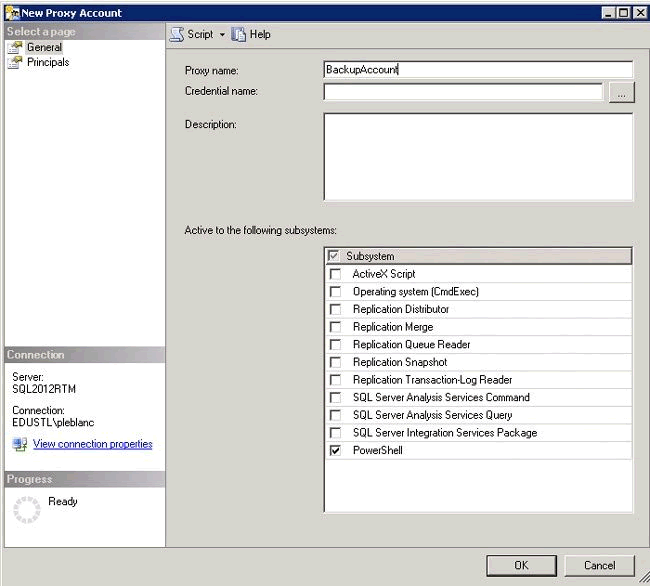 New Proxy Account
Select a page
General
Principals
Script
Help
Proxy name:
BackupAccount
Credential name:
...
Description:
Active to the following subsystems:
Subsystem
ActiveX Script
Operating system (CmdExec)
Replication Distributor
Replication Merge
Replication Queue Reader
Replication Snapshot
Replication Transaction-Log Reader
SQL Server Analysis Services Command
SQL Server Analysis Services Query
SQL Server Integration Services Package
PowerShell
Connection
Server:
SQL2012RTM
Connection:
EDUSTL\pleblanc
View connection properties
Progress
Ready
OK
Cancel